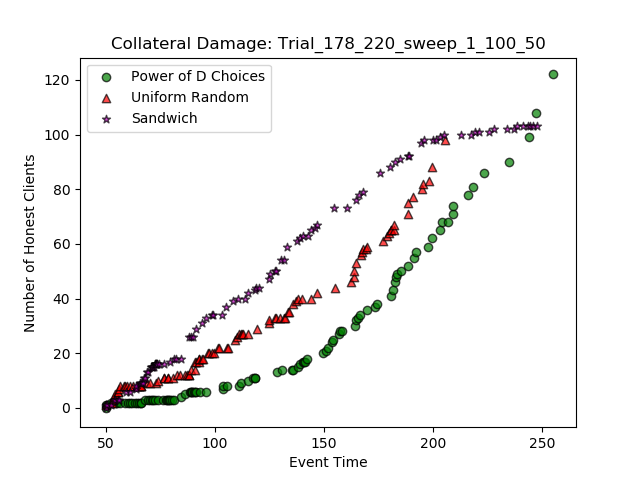 Collateral Damage: Trial_178_220_sweep_1_100_50
Power of D Choices
Uniform Random
Sandwich
Number of Honest Clients
120
100
80
60
40
20
0
50 100 150 200 250
Event Time